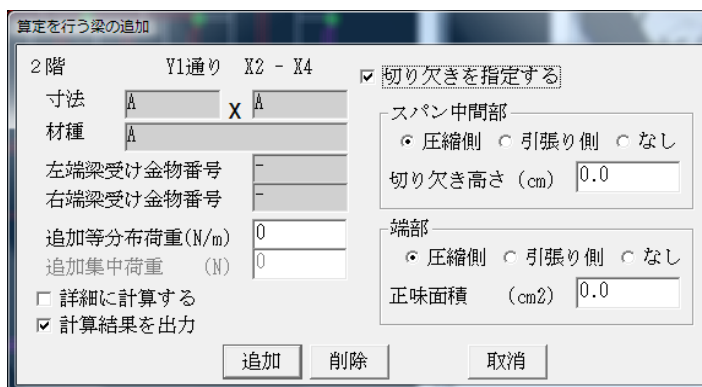 算定を行う梁の追加
2階 Y1通り X2 - X4
寸法 A X A
材種 A
左端梁受け金物番号 -
右端梁受け金物番号 -
追加等分布荷重(N/m) 0
追加集中荷重 (N) 0
詳細に計算する
計算結果を出力
切り欠きを指定する
スパン中間部
圧縮側 引張り側 なし
切り欠き高さ (cm) 0.0
端部
圧縮側 引張り側 なし
正味面積 (cm2) 0.0
追加 削除 取消